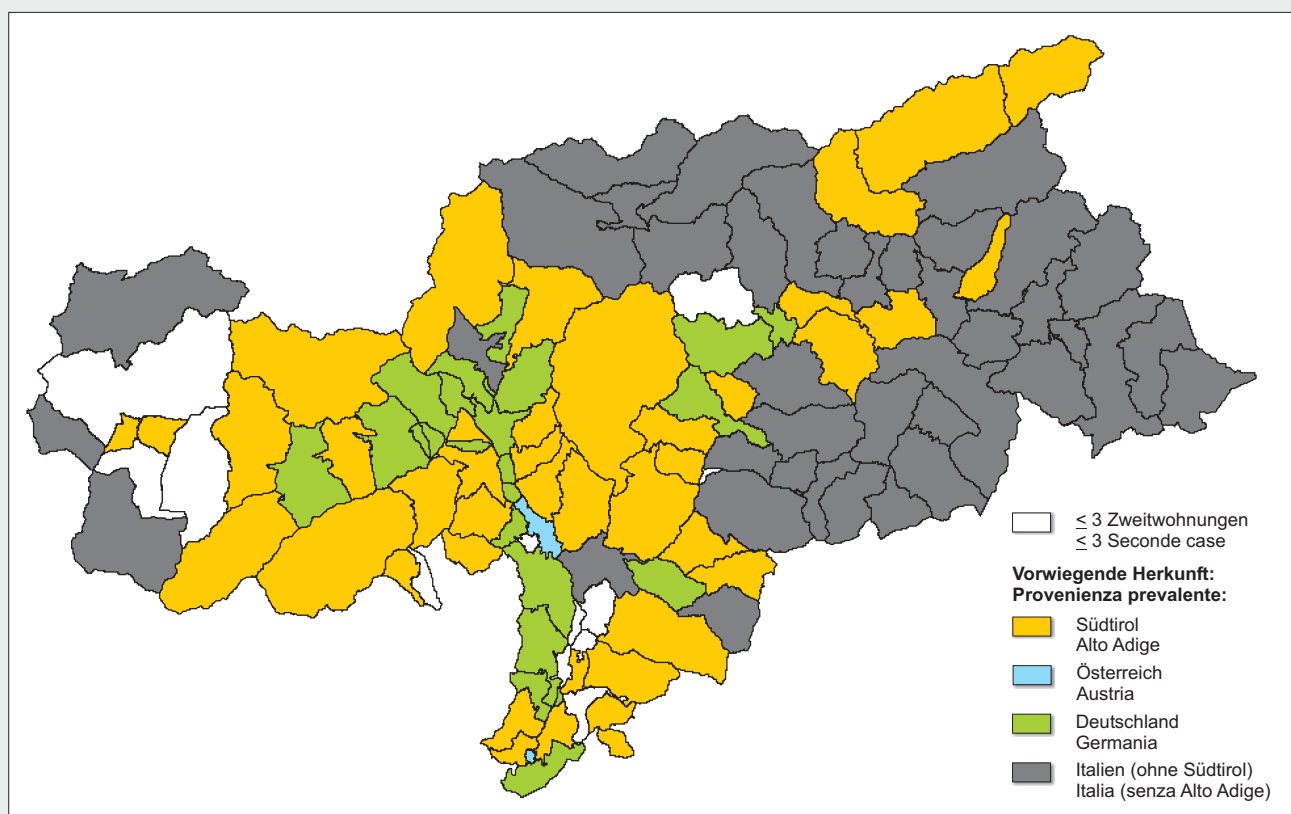 ≤ 3 Zweitwohnungen
≤ 3 Seconde case
Vorwiegende Herkunft:
Provenienza prevalente:
Südtirol
Alto Adige
Österreich
Austria
Deutschland
Germania
Italien (ohne Südtirol)
Italia (senza Alto Adige)